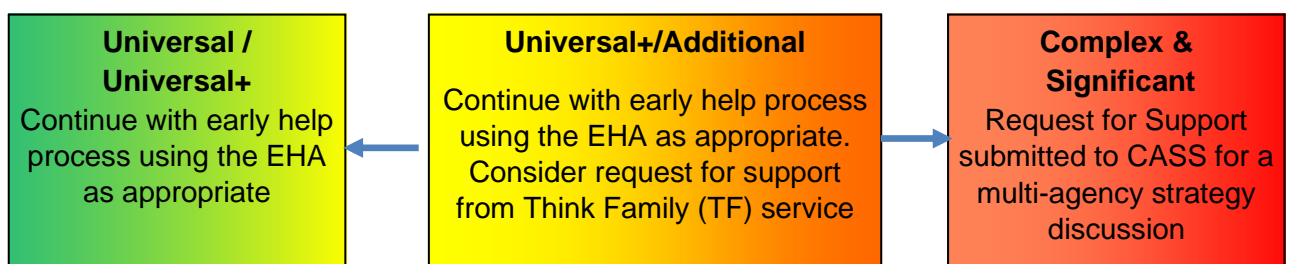 Universal /
Universal+
Continue with early help
process using the EHA
as appropriate
Universal+/Additional
Continue with early help process
using the EHA as appropriate.
Consider request for support
from Think Family (TF) service
Complex &
Significant
Request for Support
submitted to CASS for a
multi-agency strategy
discussion